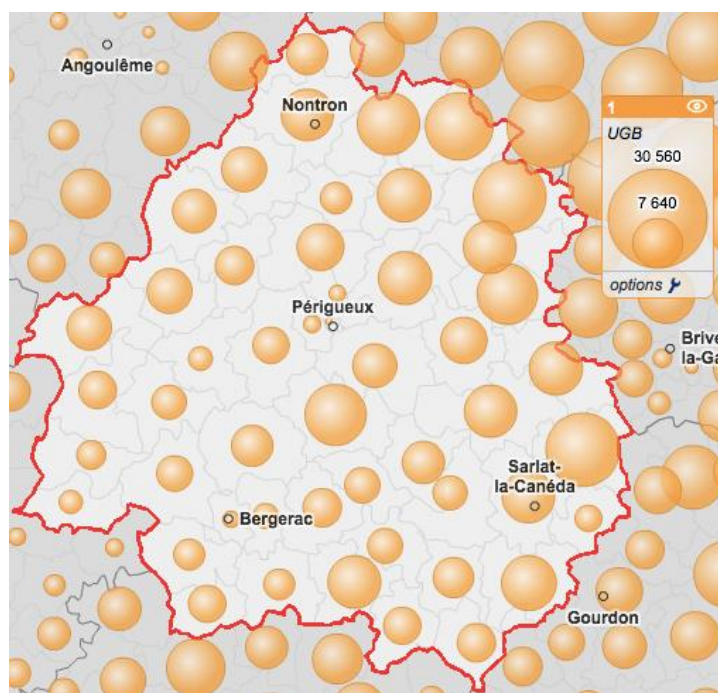 Angoulême
Nontron
1
UGB
30 560
7 640
options
Périgueux
Brive
la-Ga
Sarlat-
la-Canéda
Bergerac
Gourdon